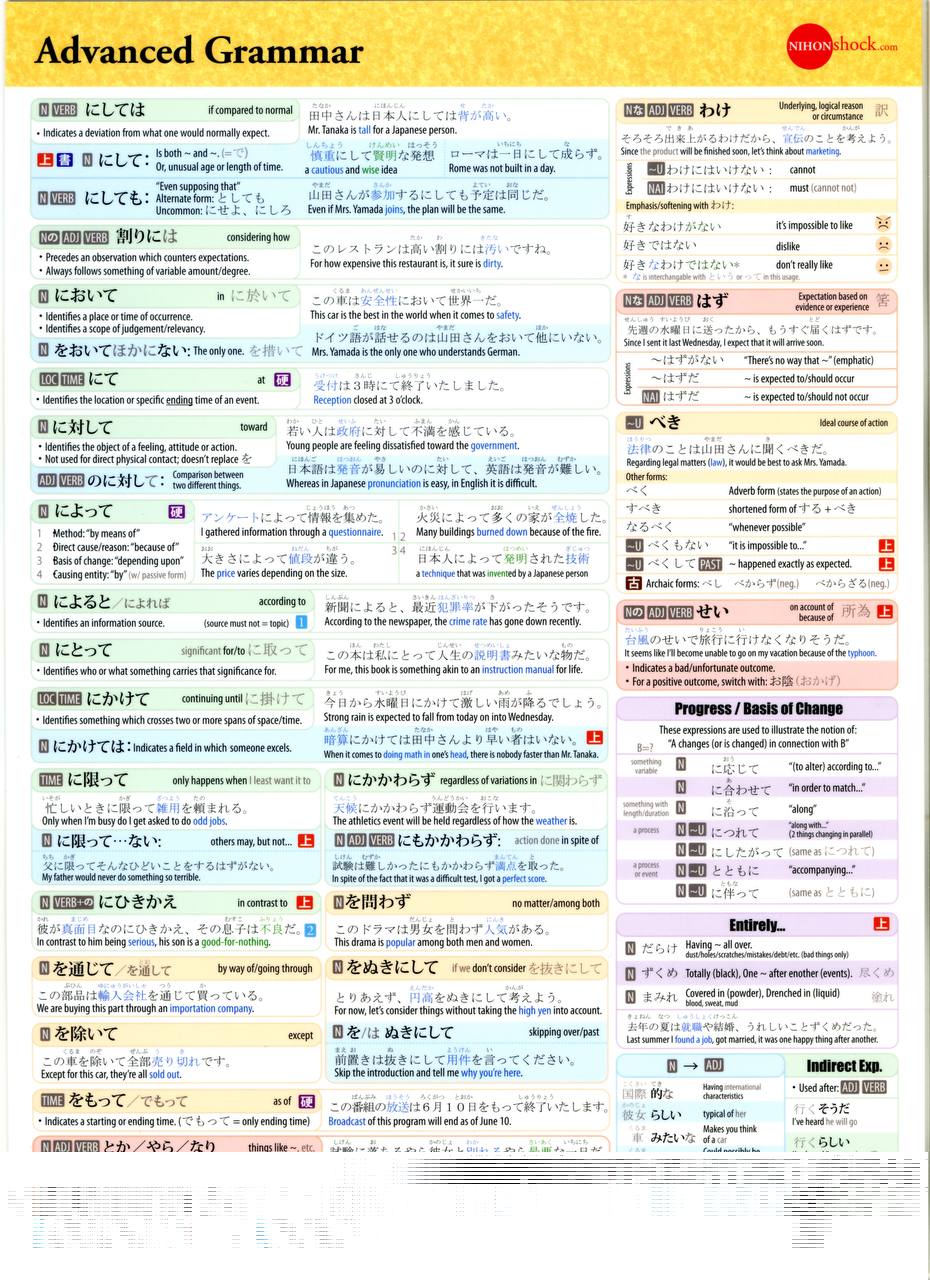 Advanced Grammar
NIHONshock.com
N VERB にしては if compared to normal
• Indicates a deviation from what one would normally expect.
田中さんは日本人にしては背が高い。
Mr. Tanaka is tall for a Japanese person.
上 書 N にして: Is both ~ and ~. (=で)
Or, unusual age or length of time.
慎重にして賢明な発想
a cautious and wise idea
ローマは一日にして成らず。
Rome was not built in a day.
N VERB にしても: "Even supposing that"
Alternate form: としても
Uncommon: にせよ、にしろ
山田さんが参加するにしても予定は同じだ。
Even if Mrs. Yamada joins, the plan will be the same.
Nの ADJ VERB 割りには considering how
• Precedes an observation which counters expectations.
• Always follows something of variable amount/degree.
このレストランは高い割りには汚いですね。
For how expensive this restaurant is, it sure is dirty.
N において in に於いて
• Identifies a place or time of occurrence.
• Identifies a scope of judgement/relevancy.
この車は安全性において世界一だ。
This car is the best in the world when it comes to safety.
N をおいてほかにない: The only one. を措いて
ドイツ語が話せるのは山田さんをおいて他にいない。
Mrs. Yamada is the only one who understands German.
LOC TIME にて at 硬
• Identifies the location or specific ending time of an event.
受付は3時にて終了いたしました。
Reception closed at 3 o'clock.
N に対して toward
• Identifies the object of a feeling, attitude or action.
• Not used for direct physical contact; doesn't replace を
若い人は政府に対して不満を感じている。
Young people are feeling dissatisfied toward the government.
ADJ VERB のに対して: Comparison between
two different things.
日本語は発音が易しいのに対して、英語は発音が難しい。
Whereas in Japanese pronunciation is easy, in English it is difficult.
N によって 硬
1 Method: "by means of"
2 Direct cause/reason: "because of"
3 Basis of change: "depending upon"
4 Causing entity: "by" (w/ passive form)
アンケートによって情報を集めた。
I gathered information through a questionnaire.
火災によって多くの家が全焼した。
Many buildings burned down because of the fire.
1 2
3 4
大きさによって値段が違う。
The price varies depending on the size.
日本人によって発明された技術
a technique that was invented by a Japanese person
N によると／によれば according to
• Identifies an information source. (source must not = topic) 1
新聞によると、最近犯罪率が下がったそうです。
According to the newspaper, the crime rate has gone down recently.
N にとって significant for/to に取って
• Identifies who or what something carries that significance for.
この本は私にとって人生の説明書みたいな物だ。
For me, this book is something akin to an instruction manual for life.
LOC TIME にかけて continuing until に掛けて
• Identifies something which crosses two or more spans of space/time.
今日から水曜日にかけて激しい雨が降るでしょう。
Strong rain is expected to fall from today on into Wednesday.
N にかけては: Indicates a field in which someone excels.
暗算にかけては田中さんより早い者はいない。 上
When it comes to doing math in one's head, there is nobody faster than Mr. Tanaka.
TIME に限って only happens when I least want it to
忙しいときに限って雑用を頼まれる。
Only when I'm busy do I get asked to do odd jobs.
N に限って…ない: others may, but not... 上
父に限ってそんなひどいことをするはずがない。
My father would never do something so terrible.
N にかかわらず regardless of variations in に関わらず
天候にかかわらず運動会を行います。
The athletics event will be held regardless of how the weather is.
N ADJ VERB にもかかわらず: action done in spite of
試験は難しかったにもかかわらず満点を取った。
In spite of the fact that it was a difficult test, I got a perfect score.
N VERB+の にひきかえ in contrast to 上
彼が真面目なのにひきかえ、その息子は不良だ。 2
In contrast to him being serious, his son is a good-for-nothing.
N を問わず no matter/among both
このドラマは男女を問わず人気がある。
This drama is popular among both men and women.
N を通じて／を通して by way of/going through
この部品は輸入会社を通じて買っている。
We are buying this part through an importation company.
N をぬきにして if we don't consider を抜きにして
とりあえず、円高をぬきにして考えよう。
For now, let's consider things without taking the high yen into account.
N を除いて except
この車を除いて全部売り切れです。
Except for this car, they're all sold out.
N を/は ぬきにして skipping over/past
前置きは抜きにして用件を言ってください。
Skip the introduction and tell me why you're here.
TIME をもって／でもって as of 硬
• Indicates a starting or ending time. (でもって = only ending time)
この番組の放送は6月10日をもって終了いたします。
Broadcast of this program will end as of June 10.
N ADJ VERB とか／やら／なり things like ~, etc.
Nな ADJ VERB わけ Underlying, logical reason
or circumstance 訳
そろそろ出来上がるわけだから、宣伝のことを考えよう。
Since the product will be finished soon, let's think about marketing.
Expressions
~U わけにはいけない: cannot
NAI わけにはいけない: must (cannot not)
Emphasis/softening with わけ:
好きなわけがない it's impossible to like
好きではない dislike
好きなわけではない* don't really like
* な is interchangable with という or って in this usage.
Nな ADJ VERB はず Expectation based on
evidence or experience 筈
先週の水曜日に送ったから、もうすぐ届くはずです。
Since I sent it last Wednesday, I expect that it will arrive soon.
Expressions
～はずがない "There's no way that ~" (emphatic)
～はずだ ~ is expected to/should occur
NAI はずだ ~ is expected to/should not occur
~U べき Ideal course of action
法律のことは山田さんに聞くべきだ。
Regarding legal matters (law), it would be best to ask Mrs. Yamada.
Other forms:
べく Adverb form (states the purpose of an action)
すべき shortened form of する+べき
なるべく "whenever possible"
~U べくもない "it is impossible to..." 上
~U べくして PAST ~ happened exactly as expected. 上
古 Archaic forms: べし べからず(neg.) べからざる(neg.)
Nの ADJ VERB せい on account of
because of 所為 上
台風のせいで旅行に行けなくなりそうだ。
It seems like I'll become unable to go on my vacation because of the typhoon.
• Indicates a bad/unfortunate outcome.
• For a positive outcome, switch with: お陰 (おかげ)
Progress / Basis of Change
These expressions are used to illustrate the notion of:
"A changes (or is changed) in connection with B"
B=?
something variable N に応じて "(to alter) according to..."
N に合わせて "in order to match..."
something with length/duration N に沿って "along"
a process N ~U につれて "along with..."
(2 things changing in parallel)
N ~U にしたがって (same as につれて)
a process or event N ~U とともに "accompanying..."
N ~U に伴って (same as とともに)
Entirely... 上
N だらけ Having ~ all over.
dust/holes/scratches/mistakes/debt/etc. (bad things only)
N ずくめ Totally (black), One ~ after enother (events). 尽くめ
N まみれ Covered in (powder), Drenched in (liquid)
blood, sweat, mud 塗れ
去年の夏は就職や結婚、うれしいことずくめだった。
Last summer I found a job, got married, it was one happy thing after another.
N → ADJ
国際 的な Having international
characteristics
彼女 らしい typical of her
車 みたいな Makes you think
of a car
Indirect Exp.
• Used after: ADJ VERB
行くそうだ
I've heard he will go
行くらしい